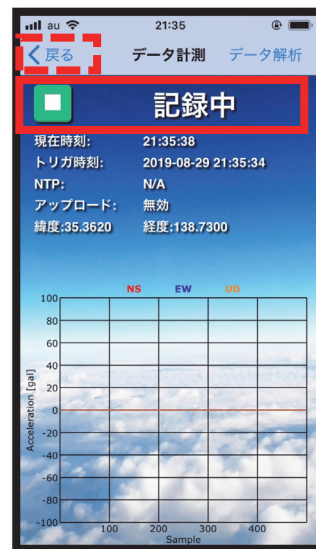 au 21:35
戻る データ計測 データ解析
記録中
現在時刻: 21:35:38
トリガ時刻: 2019-08-29 21:35:34
NTP: N/A
アップロード: 無効
緯度:35.3620 経度:138.7300
NS EW UD
100
80
60
40
20
0
-20
-40
-60
-80
-100
Acceleration [gal]
100 200 300 400
Sample